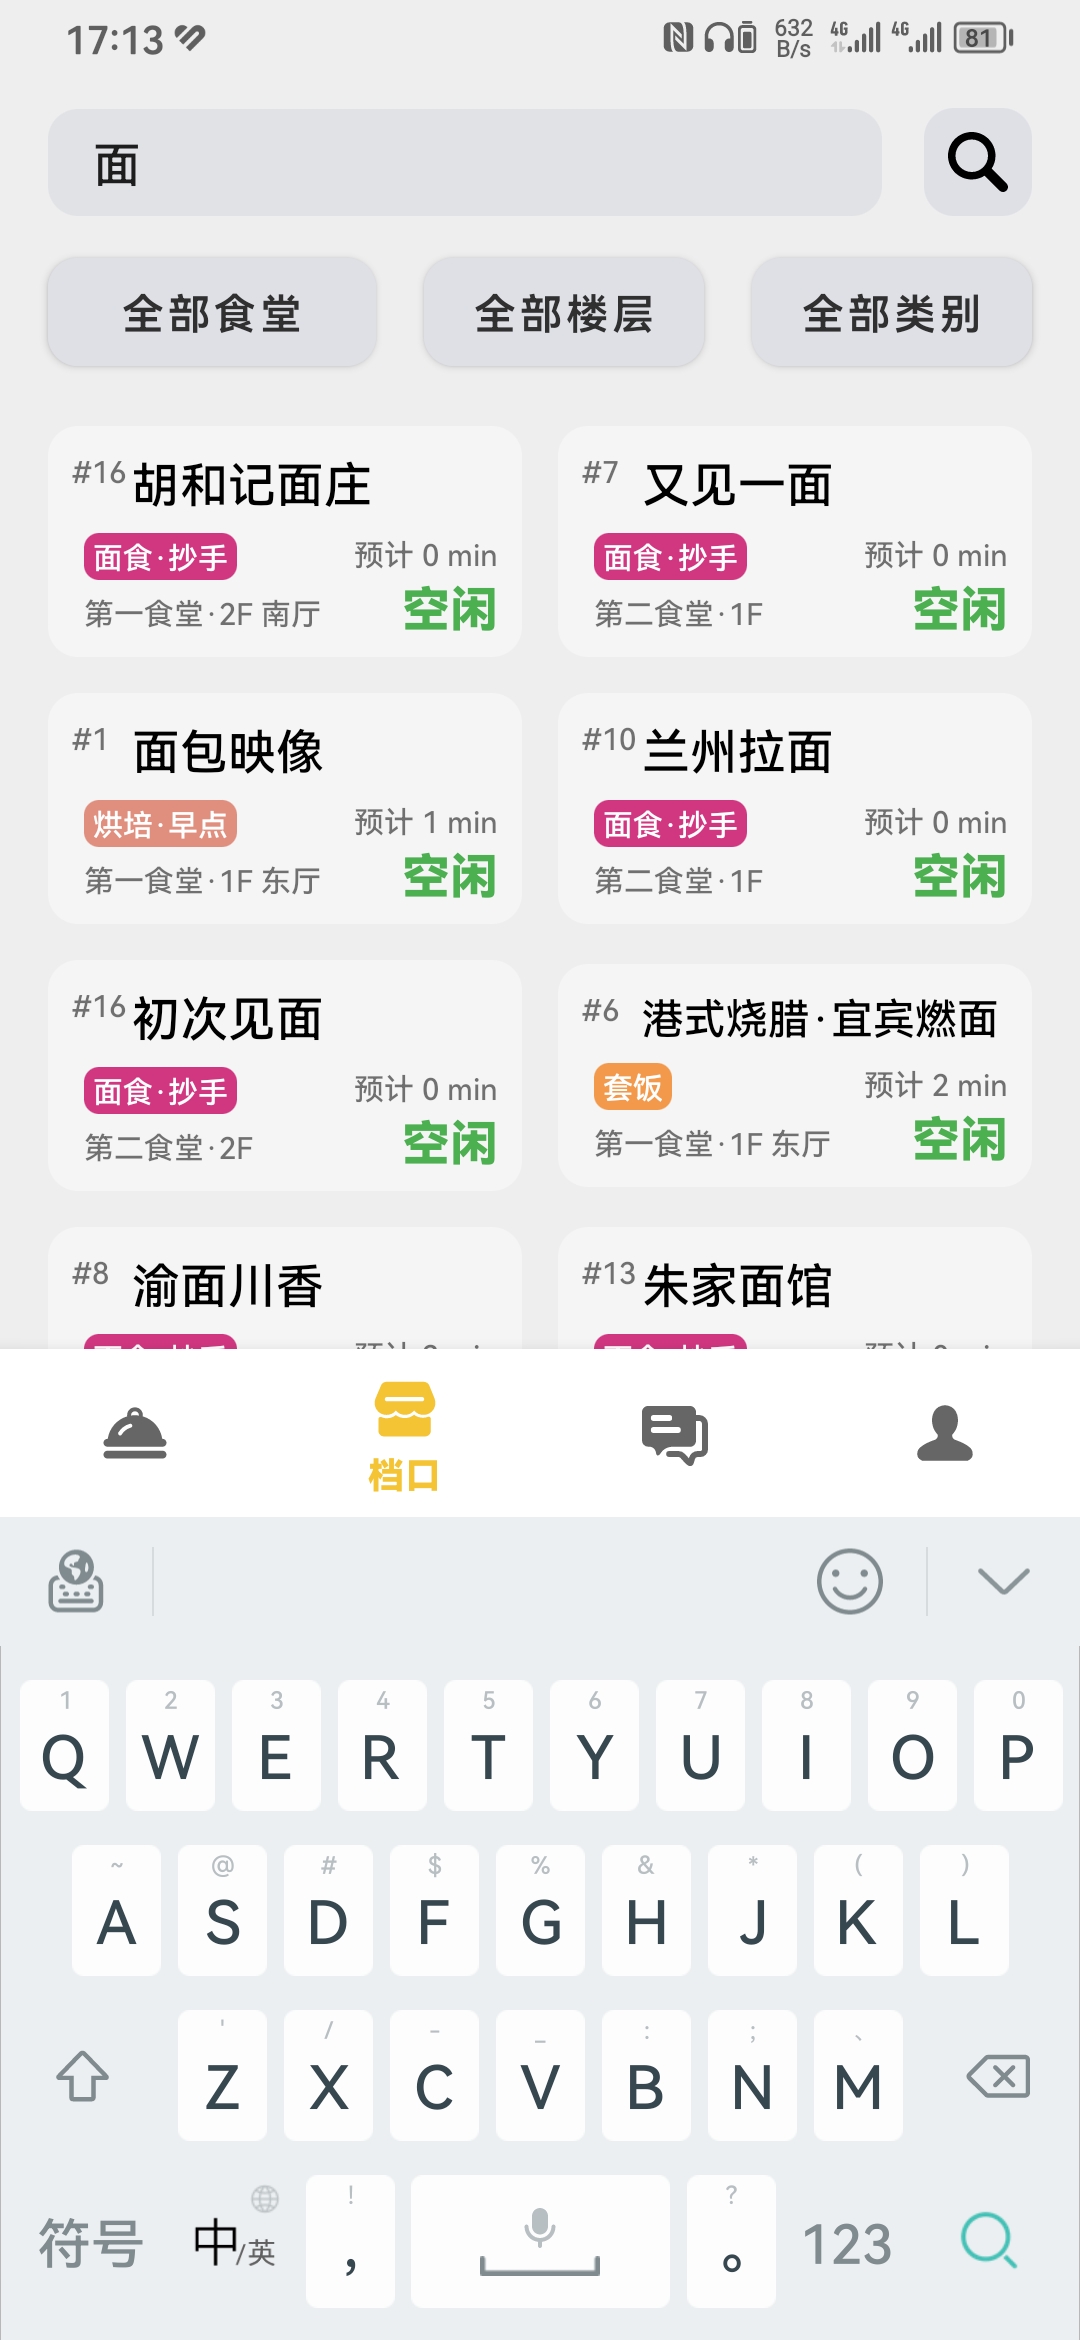 17:13
632 B/s 4G 4G 81
面
全部食堂 全部楼层 全部类别
#16 胡和记面庄
面食·抄手 预计 0 min
第一食堂·2F 南厅 空闲
#7 又见一面
面食·抄手 预计 0 min
第二食堂·1F 空闲
#1 面包映像
烘培·早点 预计 1 min
第一食堂·1F 东厅 空闲
#10 兰州拉面
面食·抄手 预计 0 min
第二食堂·1F 空闲
#16 初次见面
面食·抄手 预计 0 min
第二食堂·2F 空闲
#6 港式烧腊·宜宾燃面
套饭 预计 2 min
第一食堂·1F 东厅 空闲
#8 渝面川香
#13 朱家面馆
档口
1 2 3 4 5 6 7 8 9 0
Q W E R T Y U I O P
~ @ # $ % & * ( )
A S D F G H J K L
' / - _ : ; 、
Z X C V B N M
! ?
符号 中/英 ， 。 123